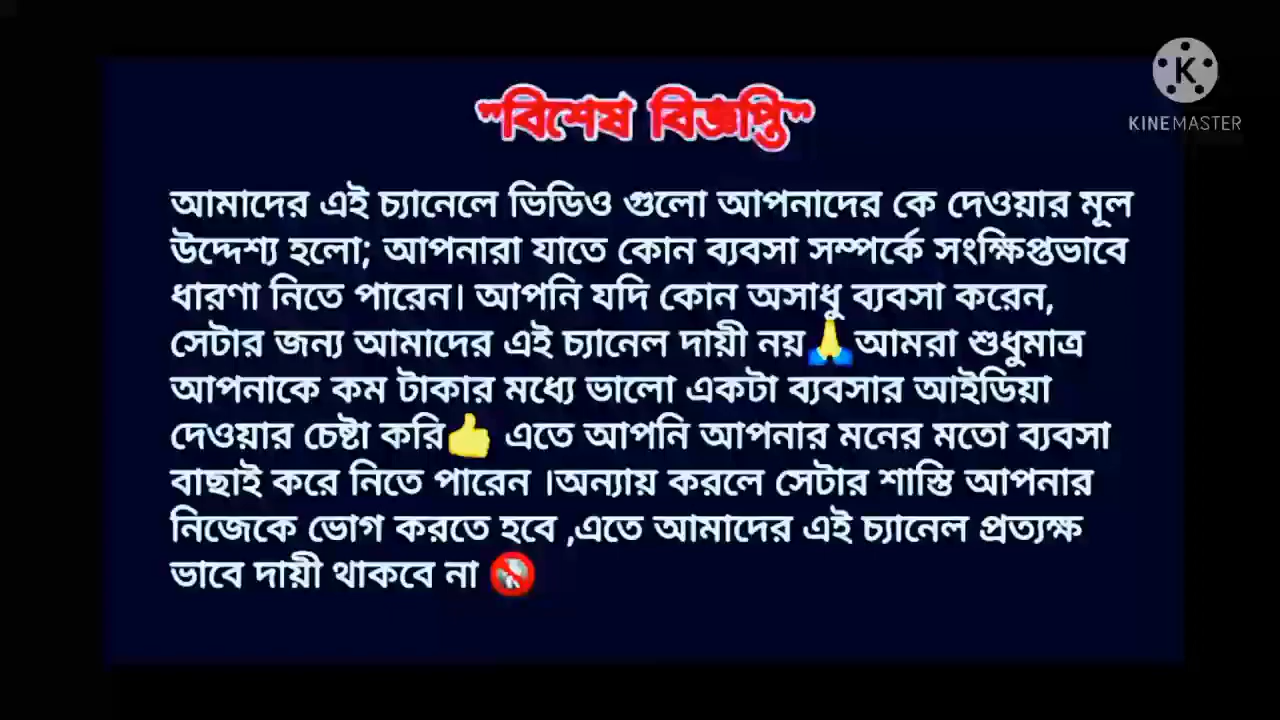 "বিশেষ বিজ্ঞপ্তি"
KINEMASTER
আমাদের এই চ্যানেলে ভিডিও গুলো আপনাদের কে দেওয়ার মূল
উদ্দেশ্য হলো; আপনারা যাতে কোন ব্যবসা সম্পর্কে সংক্ষিপ্তভাবে
ধারণা নিতে পারেন। আপনি যদি কোন অসাধু ব্যবসা করেন,
সেটার জন্য আমাদের এই চ্যানেল দায়ী নয়🙏আমরা শুধুমাত্র
আপনাকে কম টাকার মধ্যে ভালো একটা ব্যবসার আইডিয়া
দেওয়ার চেষ্টা করি👍 এতে আপনি আপনার মনের মতো ব্যবসা
বাছাই করে নিতে পারেন ।অন্যায় করলে সেটার শাস্তি আপনার
নিজেকে ভোগ করতে হবে ,এতে আমাদের এই চ্যানেল প্রত্যক্ষ
ভাবে দায়ী থাকবে না